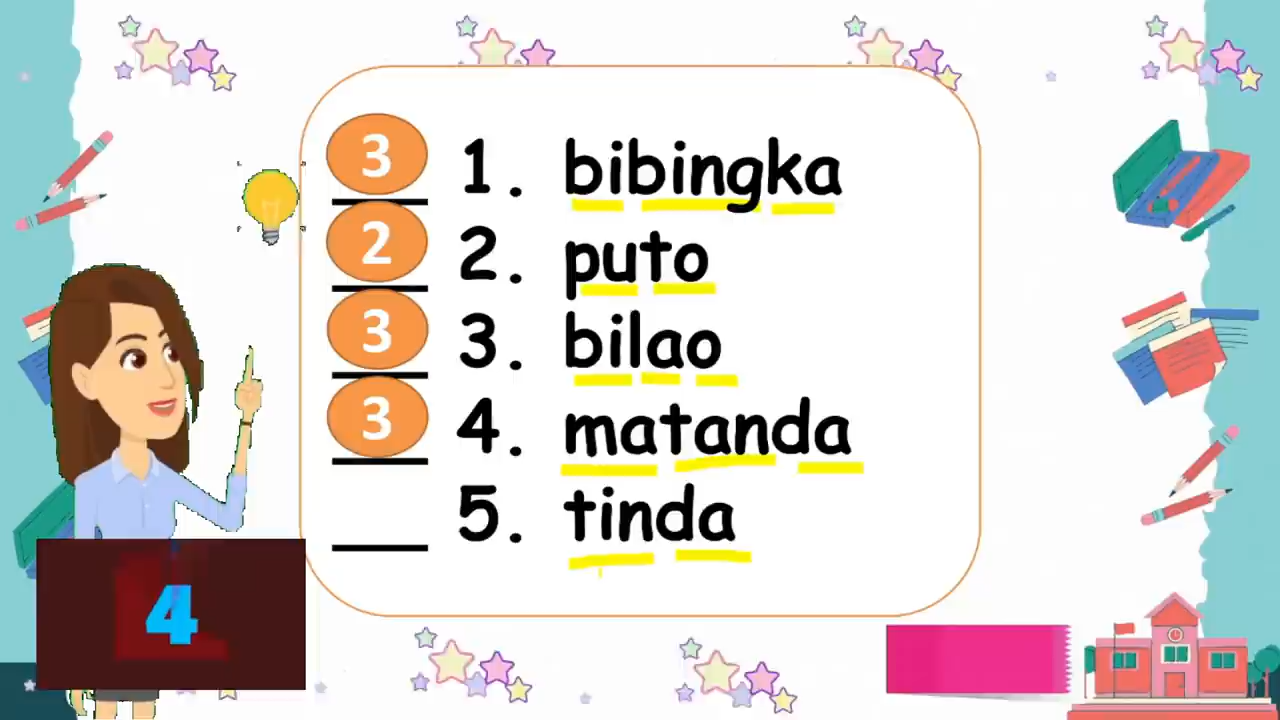 3 1. bibingka
2 2. puto
3 3. bilao
3 4. matanda
5. tinda
4